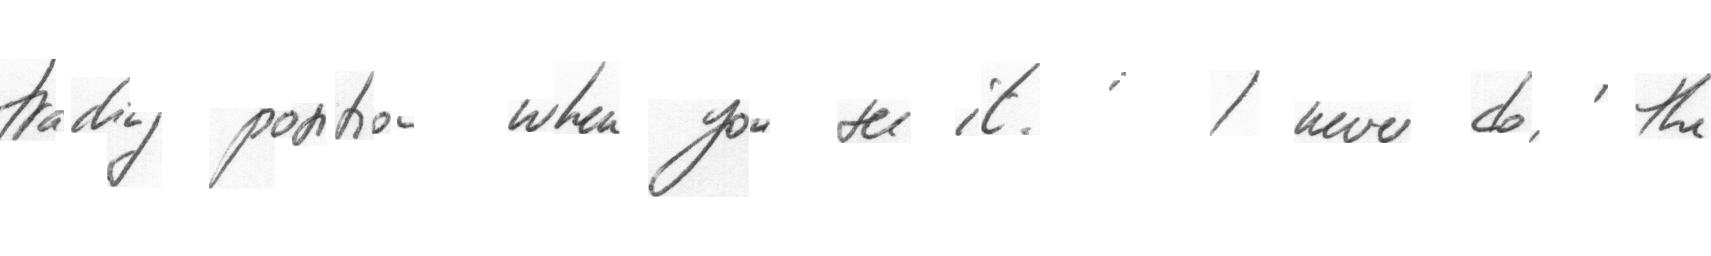 trading position when you see it. ' ' I never do, ' the